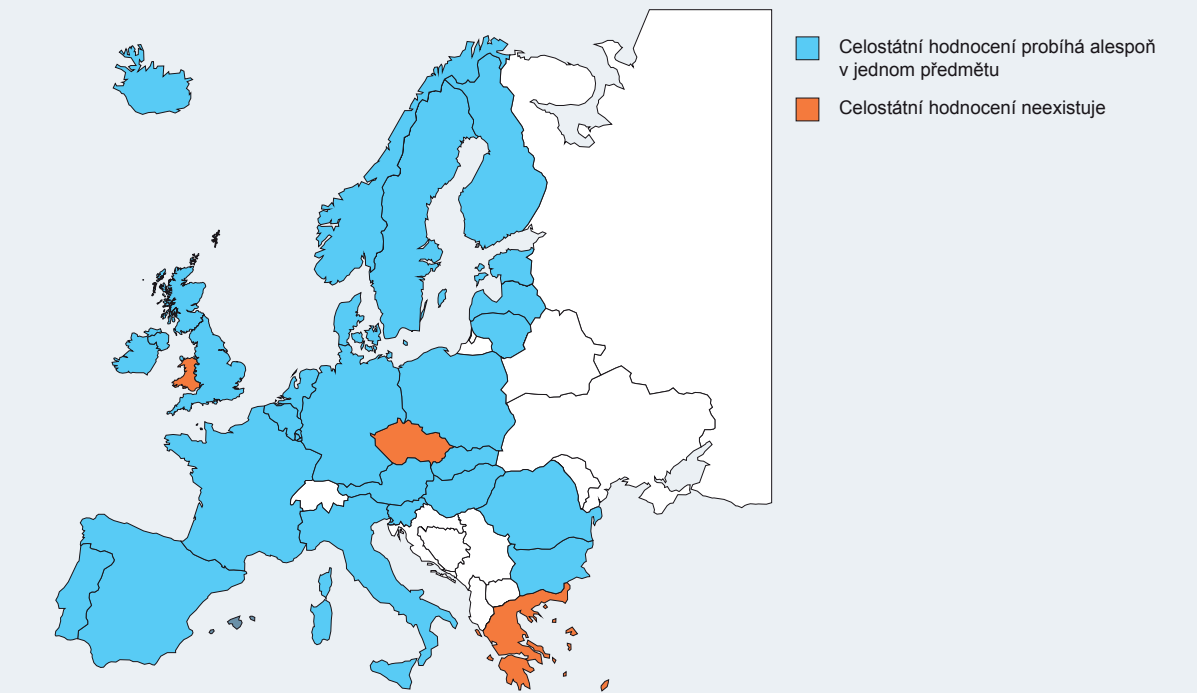 Celostátní hodnocení probíhá alespoň
v jednom předmětu
Celostátní hodnocení neexistuje